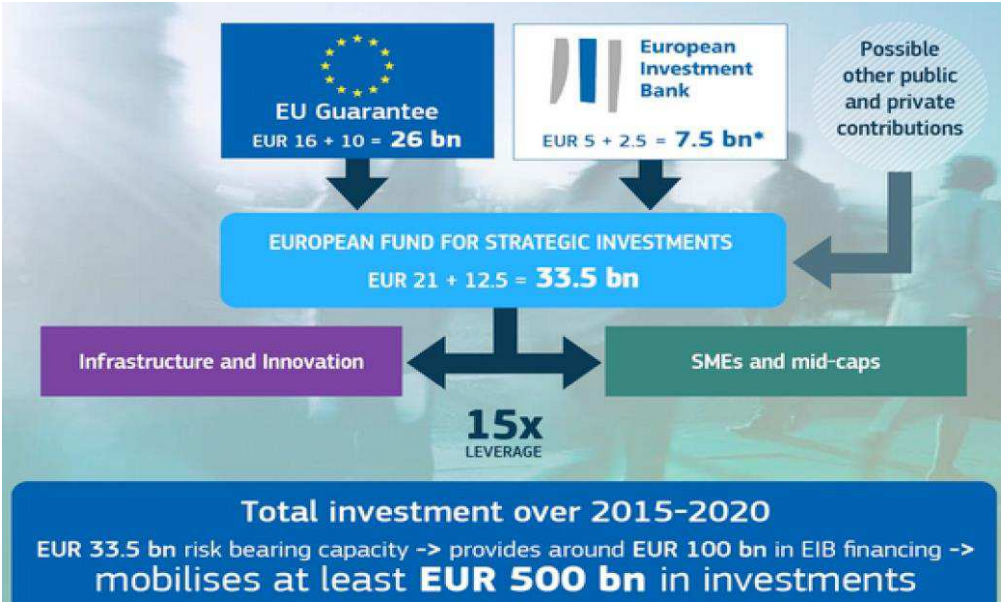 EU Guarantee
EUR 16 + 10 = 26 bn
European
Investment
Bank
EUR 5 + 2.5 = 7.5 bn*
Possible
other public
and private
contributions
EUROPEAN FUND FOR STRATEGIC INVESTMENTS
EUR 21 + 12.5 = 33.5 bn
Infrastructure and Innovation
SMEs and mid-caps
15x
LEVERAGE
Total investment over 2015-2020
EUR 33.5 bn risk bearing capacity -> provides around EUR 100 bn in EIB financing ->
mobilises at least EUR 500 bn in investments